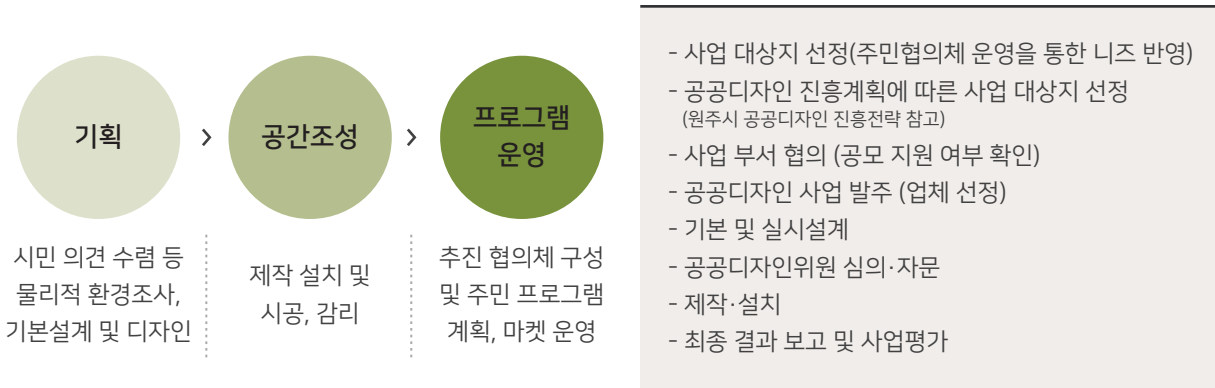 기획
>
공간조성
>
프로그램
운영
시민 의견 수렴 등
물리적 환경조사,
기본설계 및 디자인
제작 설치 및
시공, 감리
추진 협의체 구성
및 주민 프로그램
계획, 마켓 운영
- 사업 대상지 선정(주민협의체 운영을 통한 니즈 반영)
- 공공디자인 진흥계획에 따른 사업 대상지 선정
(원주시 공공디자인 진흥전략 참고)
- 사업 부서 협의 (공모 지원 여부 확인)
- 공공디자인 사업 발주 (업체 선정)
- 기본 및 실시설계
- 공공디자인위원 심의·자문
- 제작·설치
- 최종 결과 보고 및 사업평가